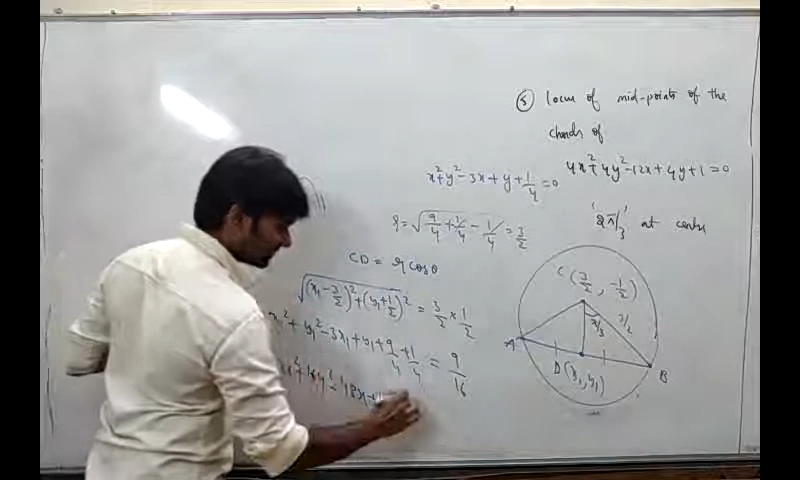 ⑤ locus of mid-points of the
chords of
4x²+4y²-12x+4y+1=0
'2π/3' at centre
x²+y²-3x+y+1/4=0
r=√(9/4+1/4-1/4)=3/2
CD = r cosθ
√((x₁-3/2)²+(y₁+1/2)²)=3/2×1/2
x₁²+y₁²-3x₁+y₁+9/4+1/4=9/16
C(3/2, -1/2)
π/3
3/2
A
B
D(x₁,y₁)